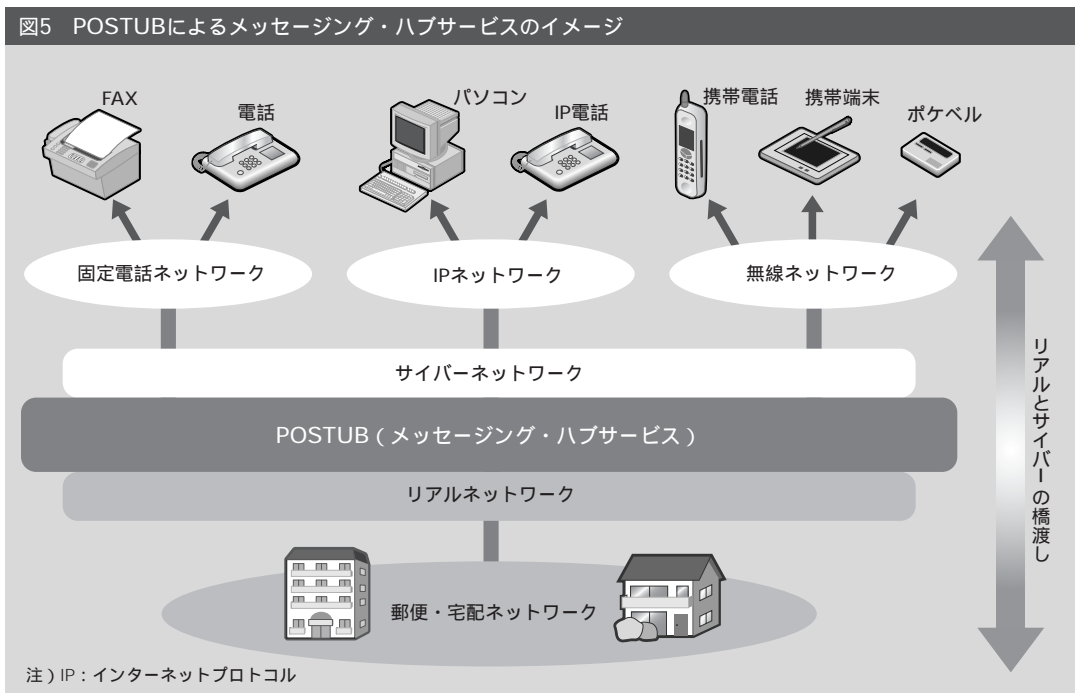 図5 POSTUBによるメッセージング・ハブサービスのイメージ
FAX
電話
パソコン
IP電話
携帯電話
携帯端末
ポケベル
固定電話ネットワーク
IPネットワーク
無線ネットワーク
サイバーネットワーク
POSTUB(メッセージング・ハブサービス)
リアルネットワーク
郵便・宅配ネットワーク
リアルとサイバーの橋渡し
注)IP:インターネットプロトコル